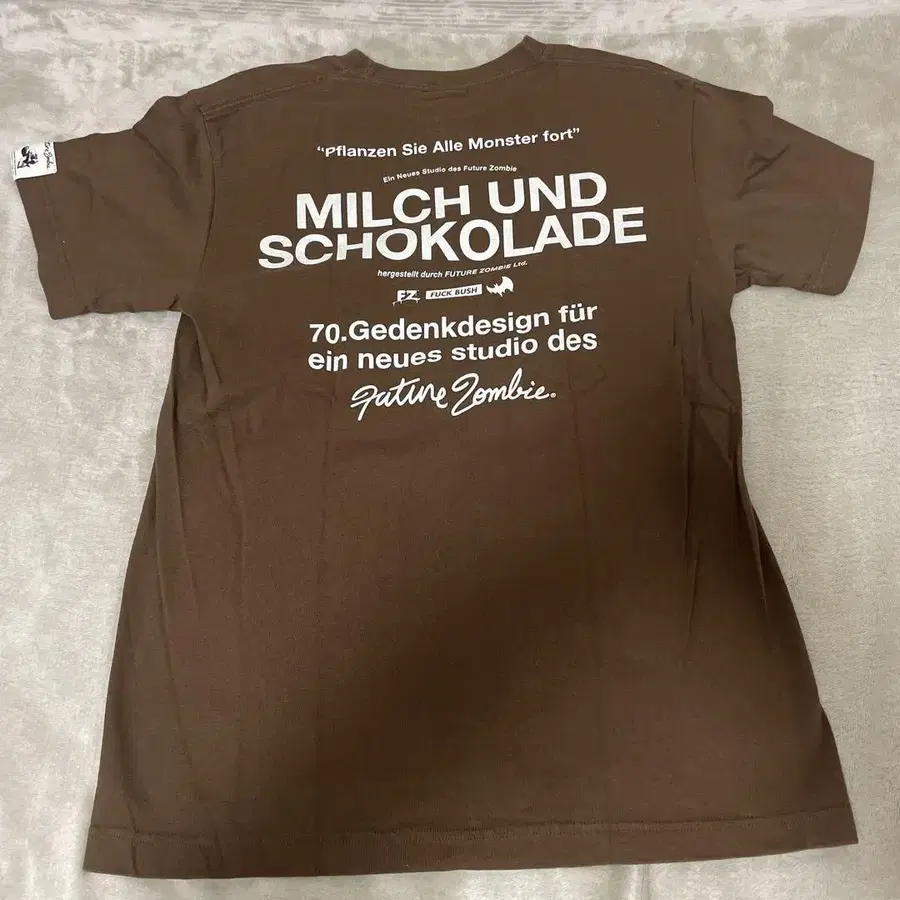 “Pflanzen Sie Alle Monster fort”
Ein Neues Studio des Future Zombie
MILCH UND
SCHOKOLADE
hergestellt durch FUTURE ZOMBIE Ltd.
FZ FUCK BUSH
70.Gedenkdesign für
ein neues studio des
Future Zombie®